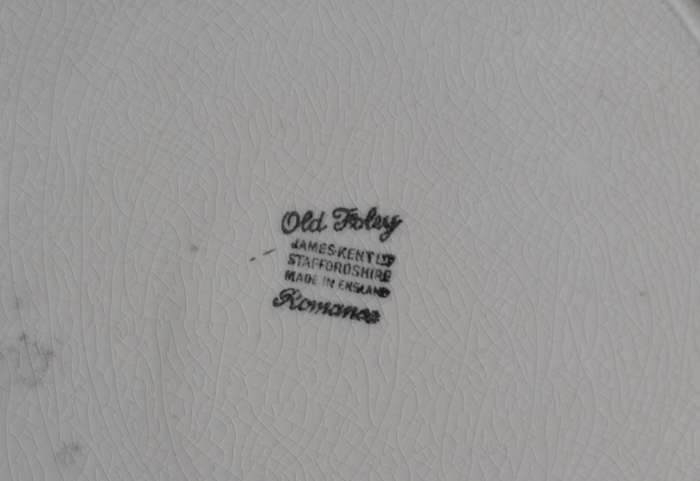 Old Foley
JAMES KENT LTD
STAFFORDSHIRE
MADE IN ENGLAND
Romance